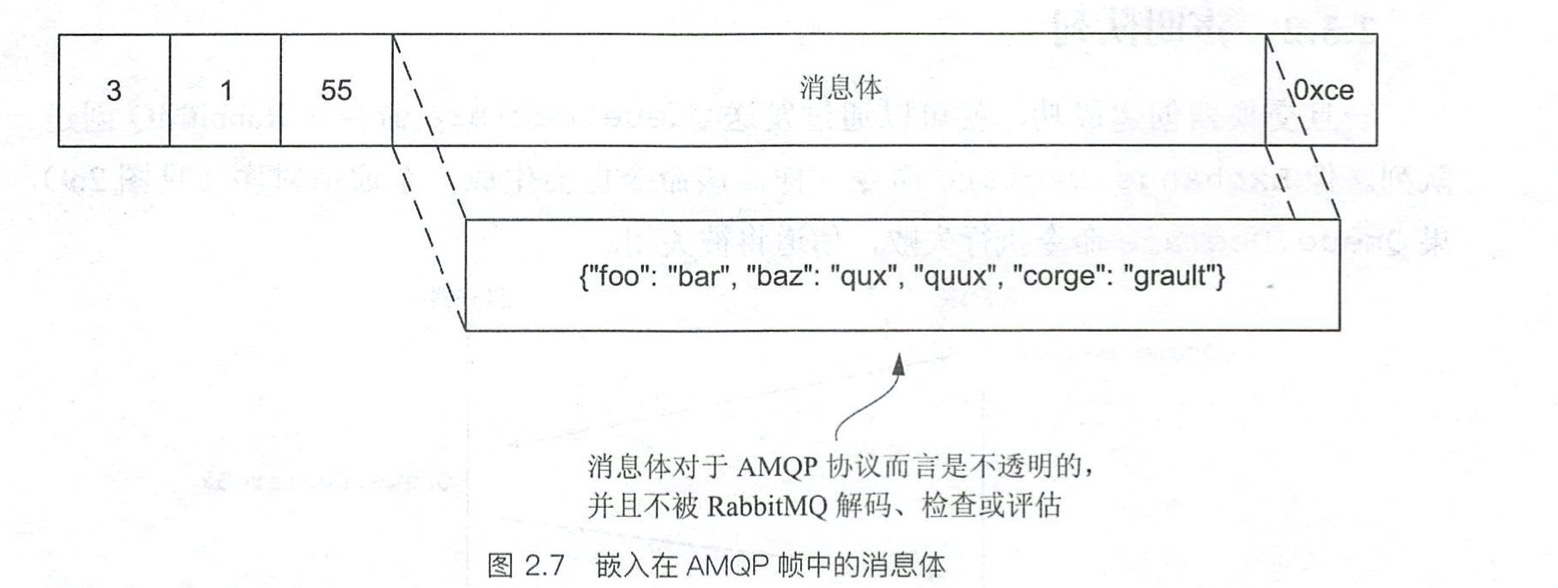 3 1 55 消息体 0xce
{"foo": "bar", "baz": "qux", "quux", "corge": "grault"}
消息体对于 AMQP 协议而言是不透明的，
并且不被 RabbitMQ 解码、检查或评估
图 2.7 嵌入在 AMQP 帧中的消息体